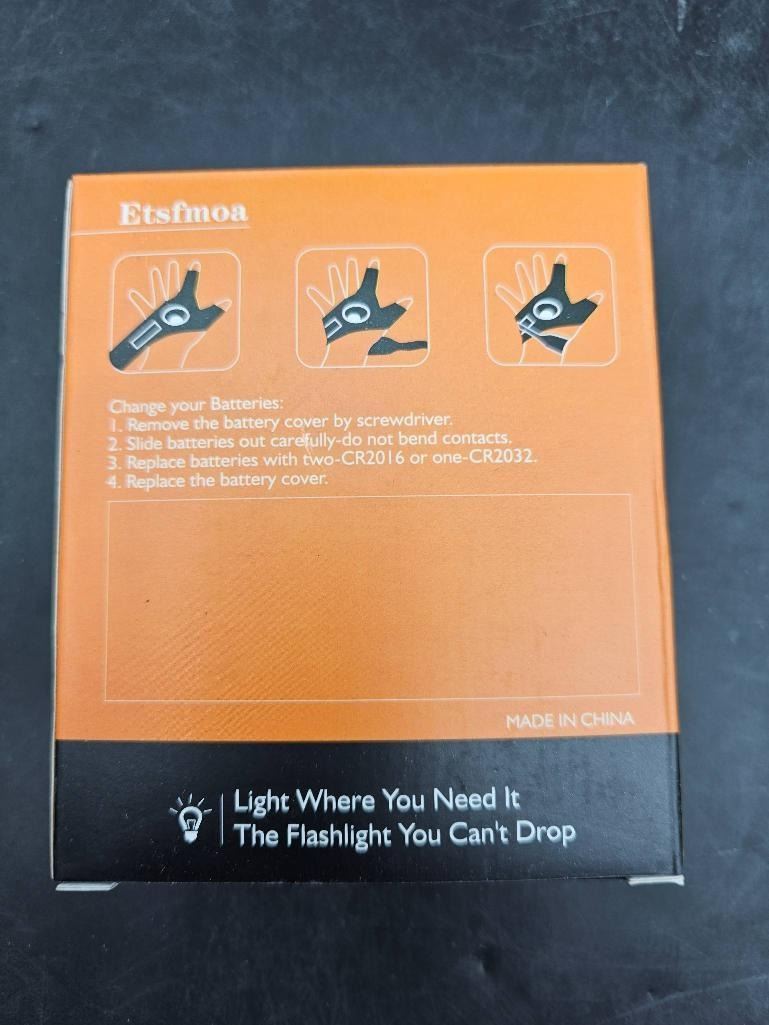 Etsfmoa
Change your Batteries:
1. Remove the battery cover by screwdriver.
2. Slide batteries out carefully-do not bend contacts.
3. Replace batteries with two-CR2016 or one-CR2032.
4. Replace the battery cover.
MADE IN CHINA
Light Where You Need It
The Flashlight You Can't Drop